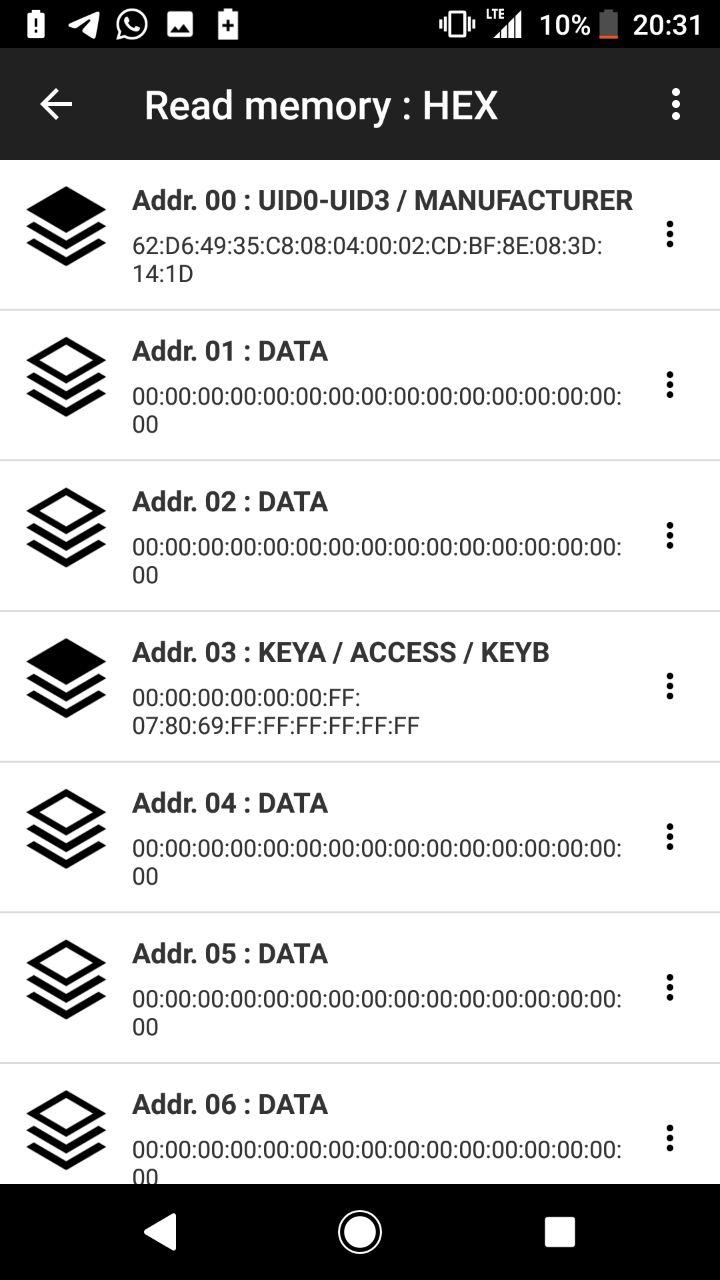 LTE 10% 20:31
Read memory : HEX
Addr. 00 : UID0-UID3 / MANUFACTURER
62:D6:49:35:C8:08:04:00:02:CD:BF:8E:08:3D:
14:1D
Addr. 01 : DATA
00:00:00:00:00:00:00:00:00:00:00:00:00:00:00:
00
Addr. 02 : DATA
00:00:00:00:00:00:00:00:00:00:00:00:00:00:00:
00
Addr. 03 : KEYA / ACCESS / KEYB
00:00:00:00:00:00:FF:
07:80:69:FF:FF:FF:FF:FF:FF
Addr. 04 : DATA
00:00:00:00:00:00:00:00:00:00:00:00:00:00:00:
00
Addr. 05 : DATA
00:00:00:00:00:00:00:00:00:00:00:00:00:00:00:
00
Addr. 06 : DATA
00:00:00:00:00:00:00:00:00:00:00:00:00:00:00:
00